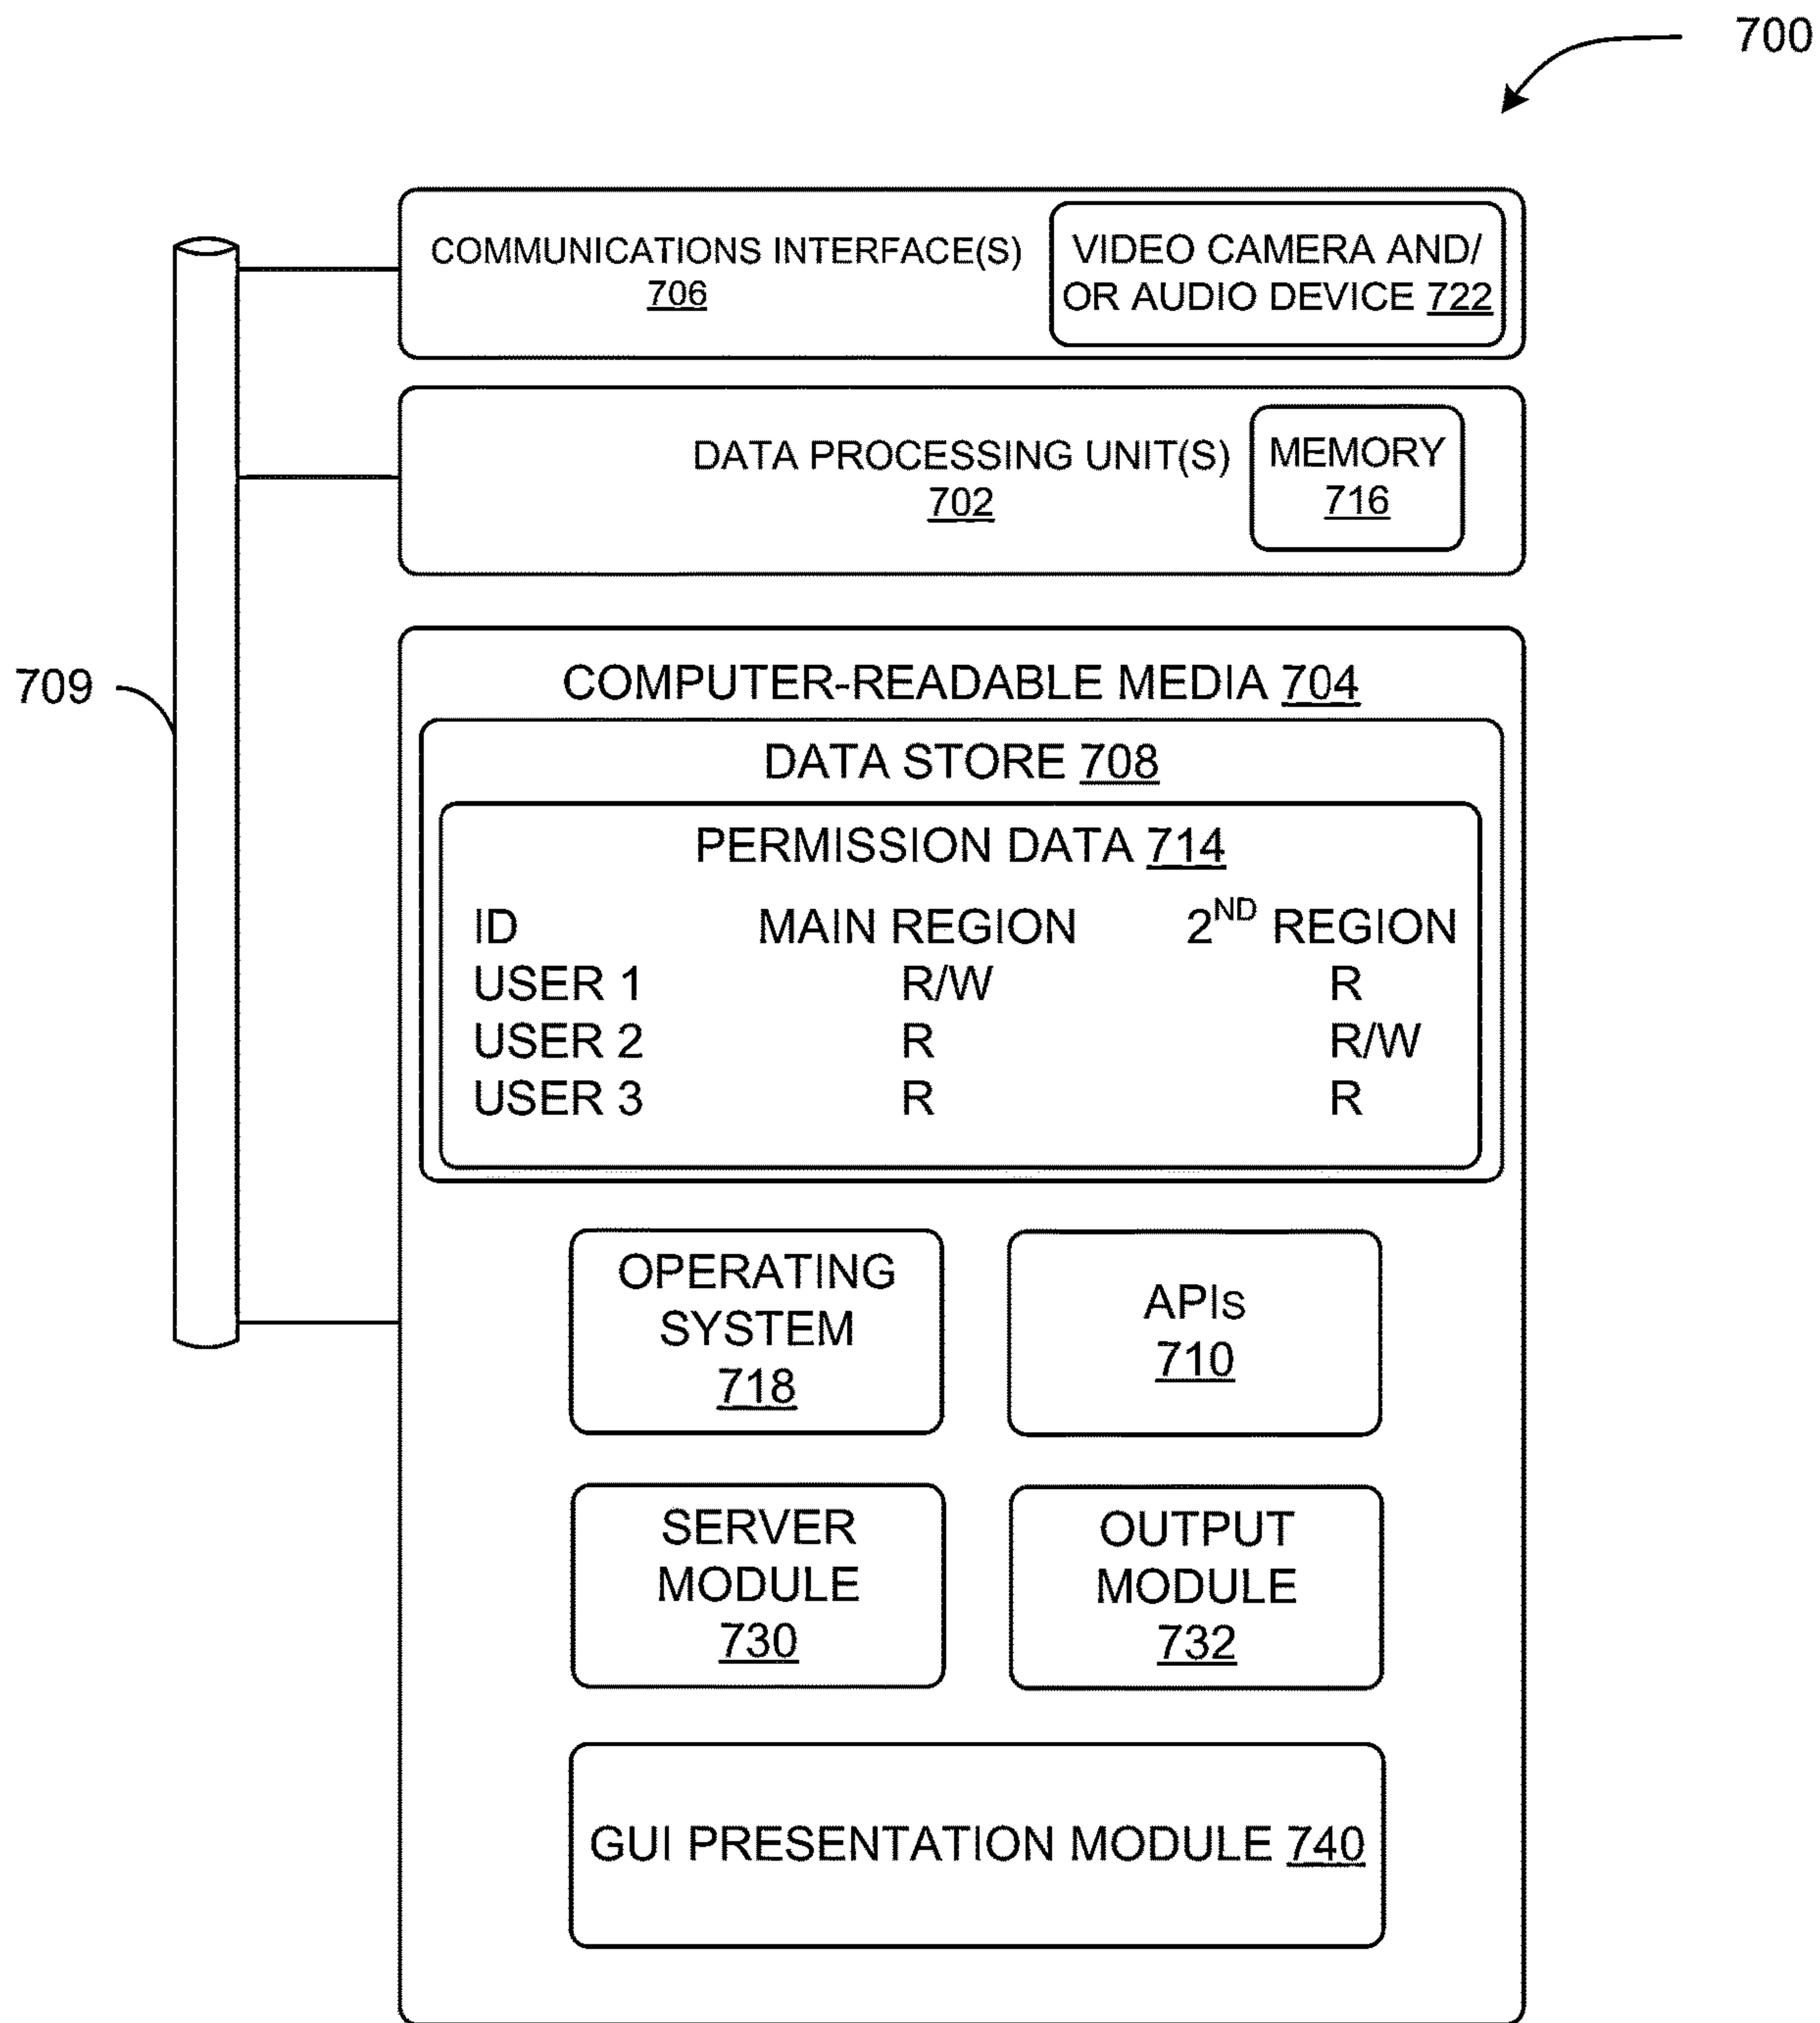 700
COMMUNICATIONS INTERFACE(S)
706
VIDEO CAMERA AND/
OR AUDIO DEVICE 722
DATA PROCESSING UNIT(S)
702
MEMORY
716
709
COMPUTER-READABLE MEDIA 704
DATA STORE 708
PERMISSION DATA 714
ID MAIN REGION 2ND REGION
USER 1 R/W R
USER 2 R R/W
USER 3 R R
OPERATING
SYSTEM
718
APIs
710
SERVER
MODULE
730
OUTPUT
MODULE
732
GUI PRESENTATION MODULE 740